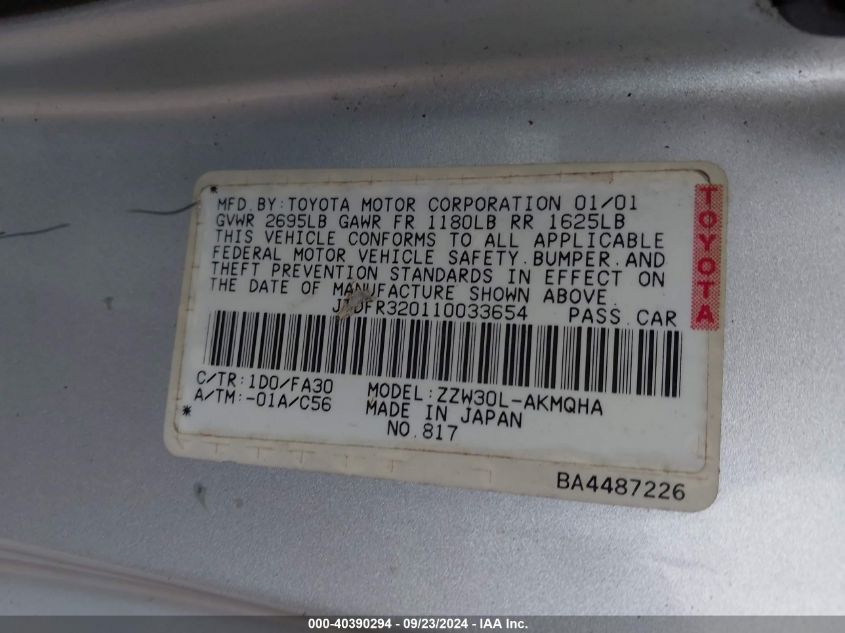 MFD. BY: TOYOTA MOTOR CORPORATION 01/01
GVWR 2695LB GAWR FR 1180LB RR 1625LB
THIS VEHICLE CONFORMS TO ALL APPLICABLE
FEDERAL MOTOR VEHICLE SAFETY. BUMPER. AND
THEFT PREVENTION STANDARDS IN EFFECT ON
THE DATE OF MANUFACTURE SHOWN ABOVE.
PASS. CAR
TOYOTA
C/TR: 1D0/FA30
A/TM: -01A/C56
MODEL: ZZW30L-AKMQHA
MADE IN JAPAN
NO. 817
BA4487226
000-40390294 - 09/23/2024 - IAA Inc.